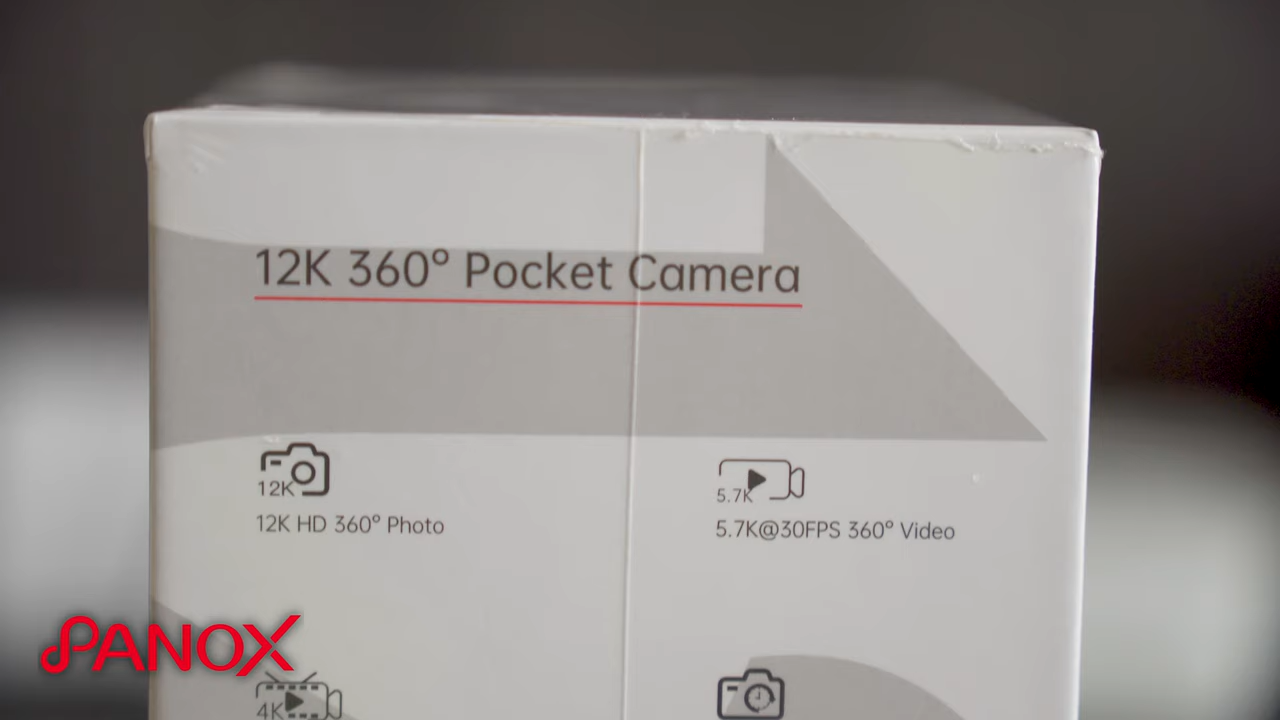 12K 360° Pocket Camera
12K
12K HD 360° Photo
5.7K
5.7K@30FPS 360° Video
PANOX
4K